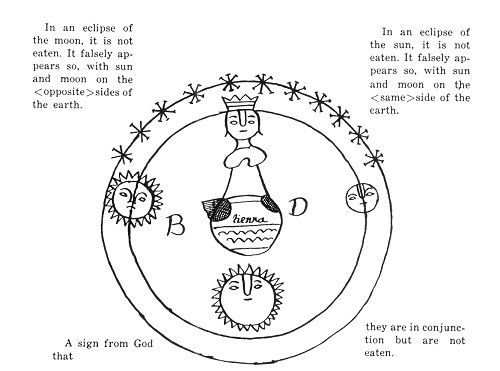 In an eclipse of
the moon, it is not
eaten. It falsely ap-
pears so, with sun
and moon on the
<opposite>sides of
the earth.
In an eclipse of
the sun, it is not
eaten. It falsely ap-
pears so, with sun
and moon on the
<same>side of the
earth.
B
D
tierra
A sign from God
that
they are in conjunc-
tion but are not
eaten.